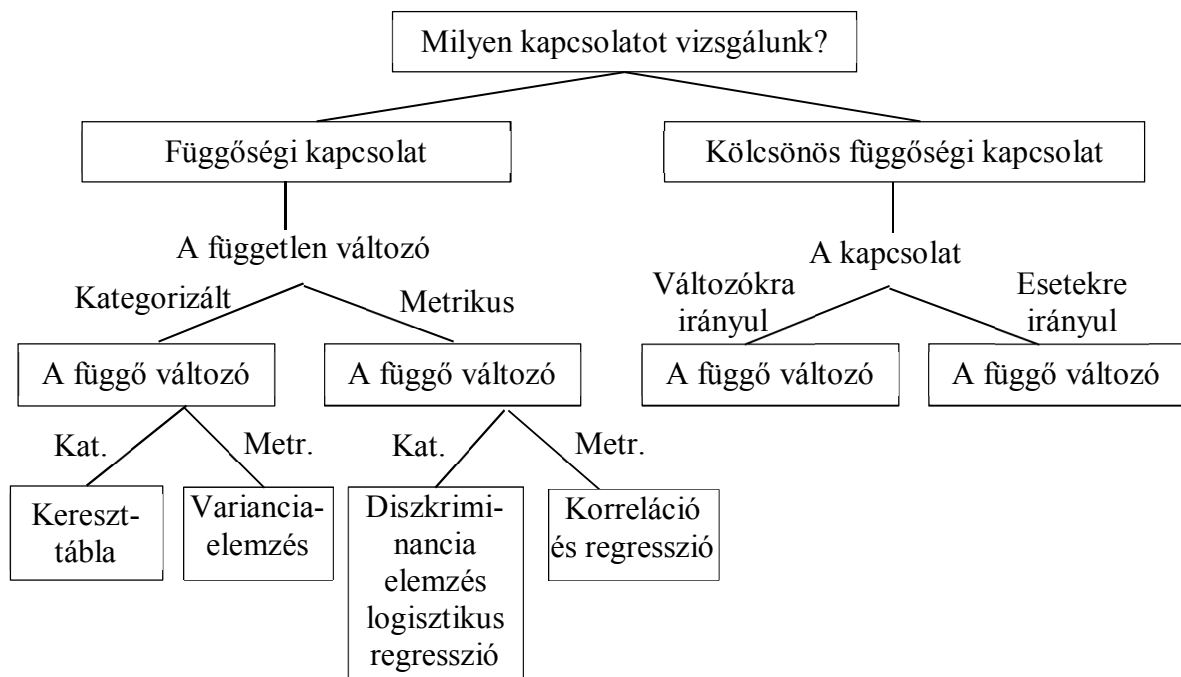 Milyen kapcsolatot vizsgálunk?
Függőségi kapcsolat
Kölcsönös függőségi kapcsolat
A független változó
A kapcsolat
Kategorizált
Metrikus
Változókra
irányul
Esetekre
irányul
A függő változó
A függő változó
A függő változó
A függő változó
Kat.
Metr.
Kat.
Metr.
Kereszt-
tábla
Variancia-
elemzés
Diszkrimi-
nancia
elemzés
logisztikus
regresszió
Korreláció
és regresszió